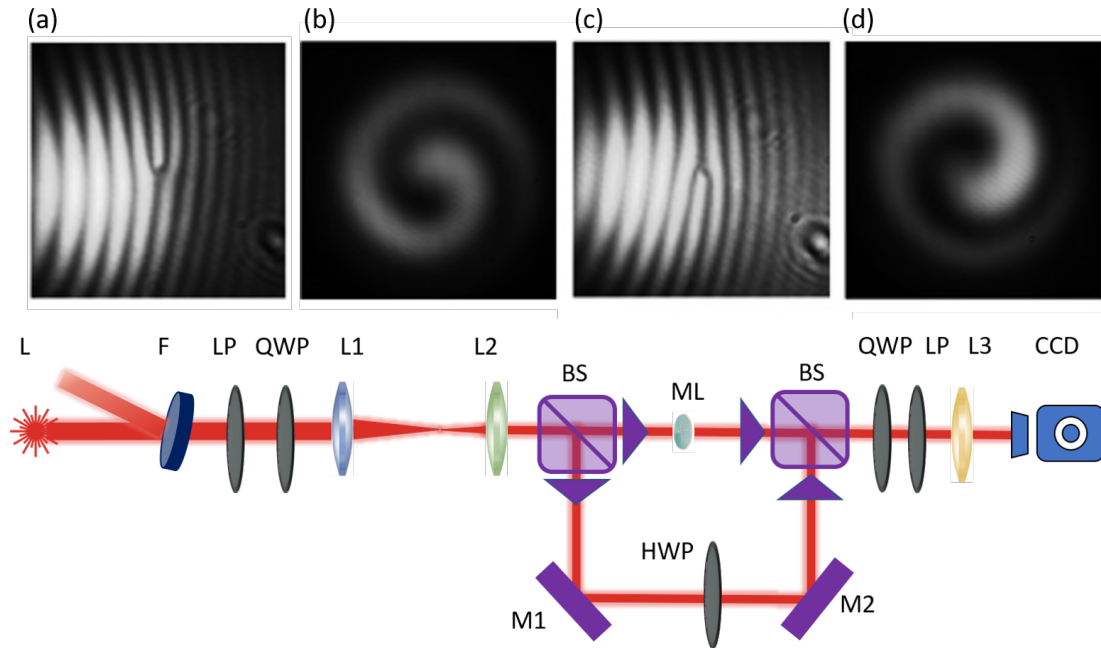 (a) (b) (c) (d)
L F LP QWP L1 L2 BS ML BS QWP LP L3 CCD
HWP
M1 M2